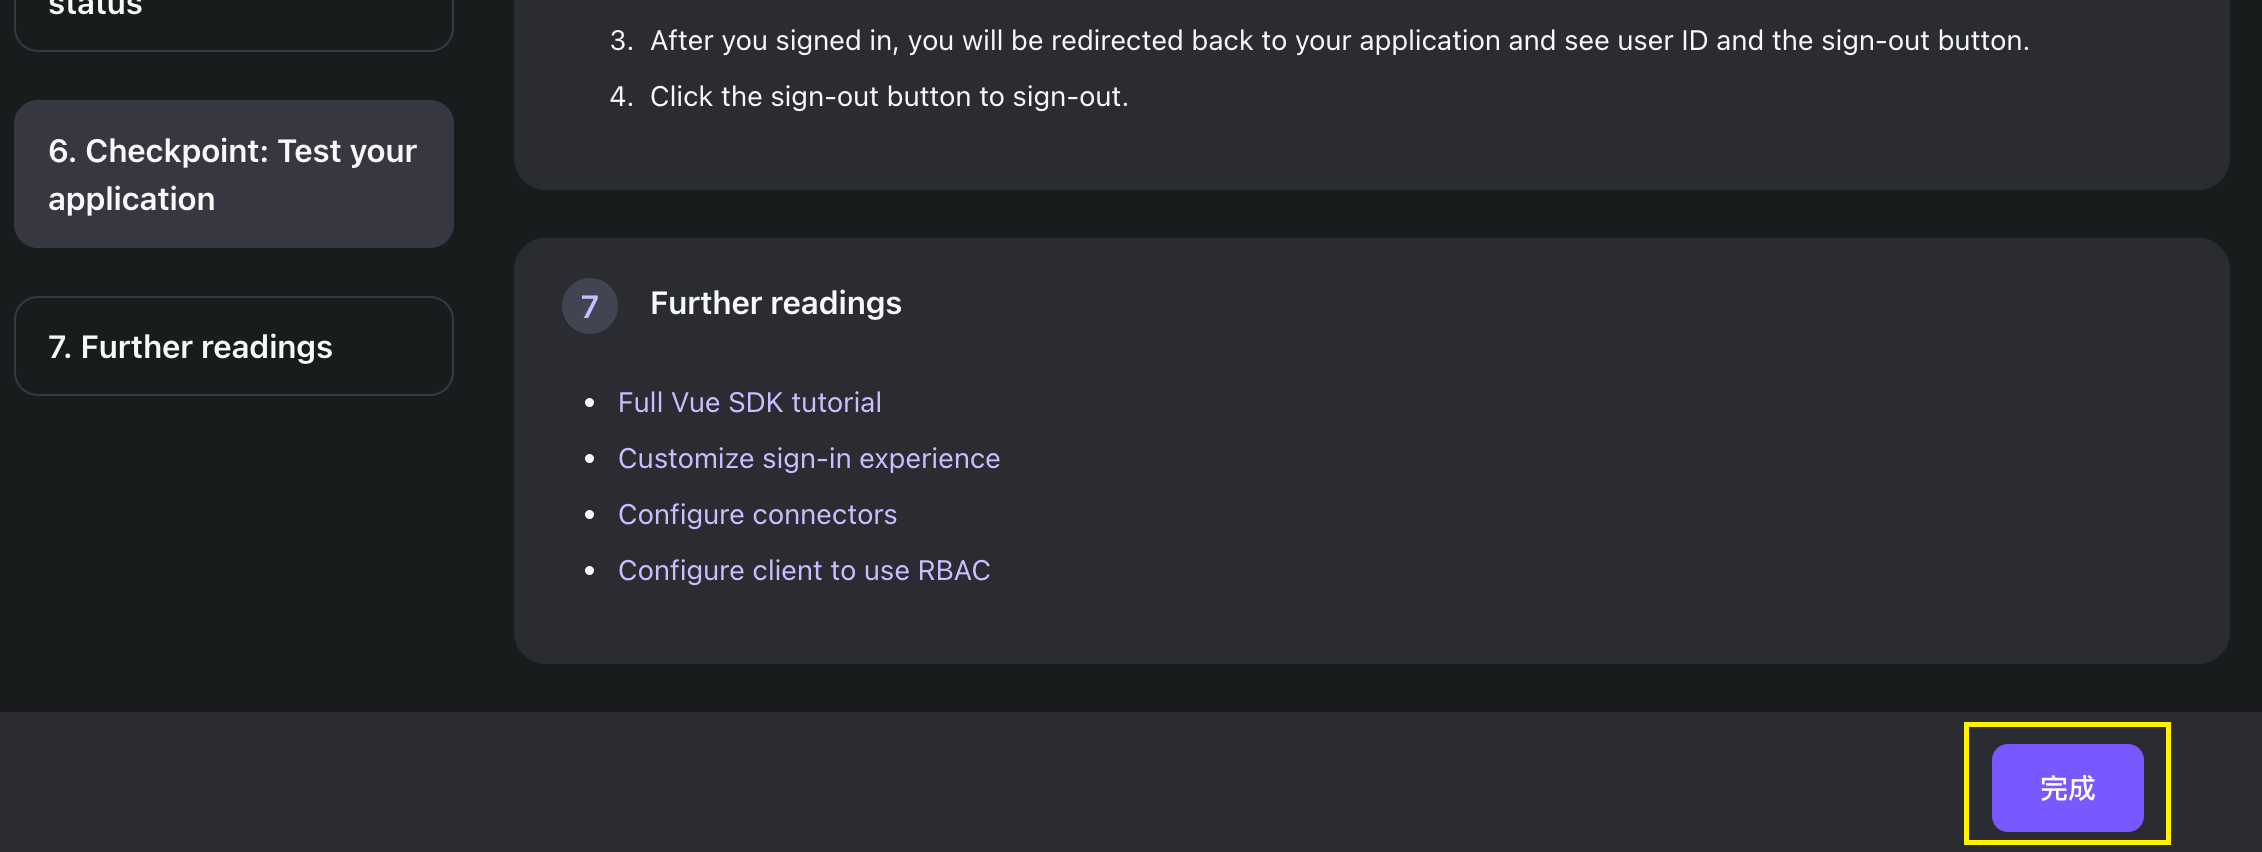 status
6. Checkpoint: Test your
application
7. Further readings
3. After you signed in, you will be redirected back to your application and see user ID and the sign-out button.
4. Click the sign-out button to sign-out.
7 Further readings
• Full Vue SDK tutorial
• Customize sign-in experience
• Configure connectors
• Configure client to use RBAC
完成